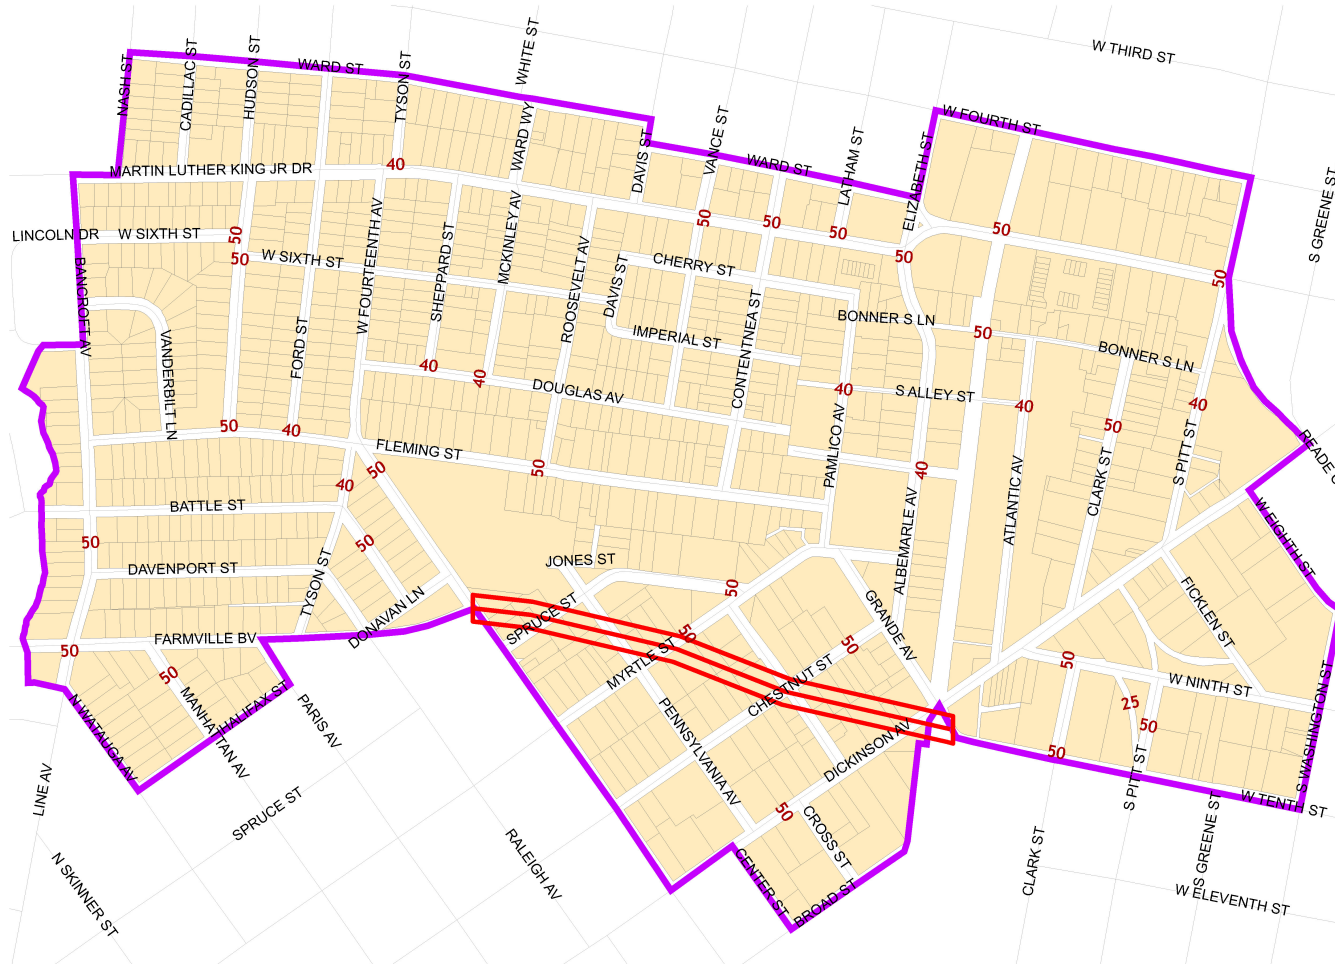 W THIRD ST
WHITE ST
NASH ST
CADILLAC ST
HUDSON ST
WARD ST
TYSON ST
W FOURTH ST
WARD WY
DAVIS ST
VANCE ST
WARD ST
LATHAM ST
ELIZABETH ST
S GREENE ST
MARTIN LUTHER KING JR DR
40
LINCOLN DR
W SIXTH ST
50
50
50
50
50
50
50
50
50
W SIXTH ST
CHERRY ST
BANCROFT AV
VANDERBILT LN
FORD ST
W FOURTEENTH AV
SHEPPARD ST
MCKINLEY AV
ROOSEVELT AV
DAVIS ST
IMPERIAL ST
CONTENTNEA ST
BONNER S LN
50
BONNER S LN
40
40
DOUGLAS AV
40
S ALLEY ST
40
40
50
40
50
FLEMING ST
PAMLICO AV
50
50
40
40
ATLANTIC AV
CLARK ST
S PITT ST
READE C
W EIGHTH ST
BATTLE ST
50
50
ALBEMARLE AV
DAVENPORT ST
TYSON ST
DONAVAN LN
JONES ST
50
SPRUCE ST
GRANDE AV
FICKLEN ST
FARMVILLE BV
50
50
MYRTLE ST
50
50
CHESTNUT ST
50
W NINTH ST
N WATAUGA AV
MANHATTAN AV
HALIFAX ST
PARIS AV
PENNSYLVANIA AV
DICKINSON AV
25
50
50
S PITT ST
S WASHINGTON ST
LINE AV
SPRUCE ST
RALEIGH AV
50
CROSS ST
CENTER ST
BROAD ST
CLARK ST
S GREENE ST
W TENTH ST
N SKINNER ST
W ELEVENTH ST